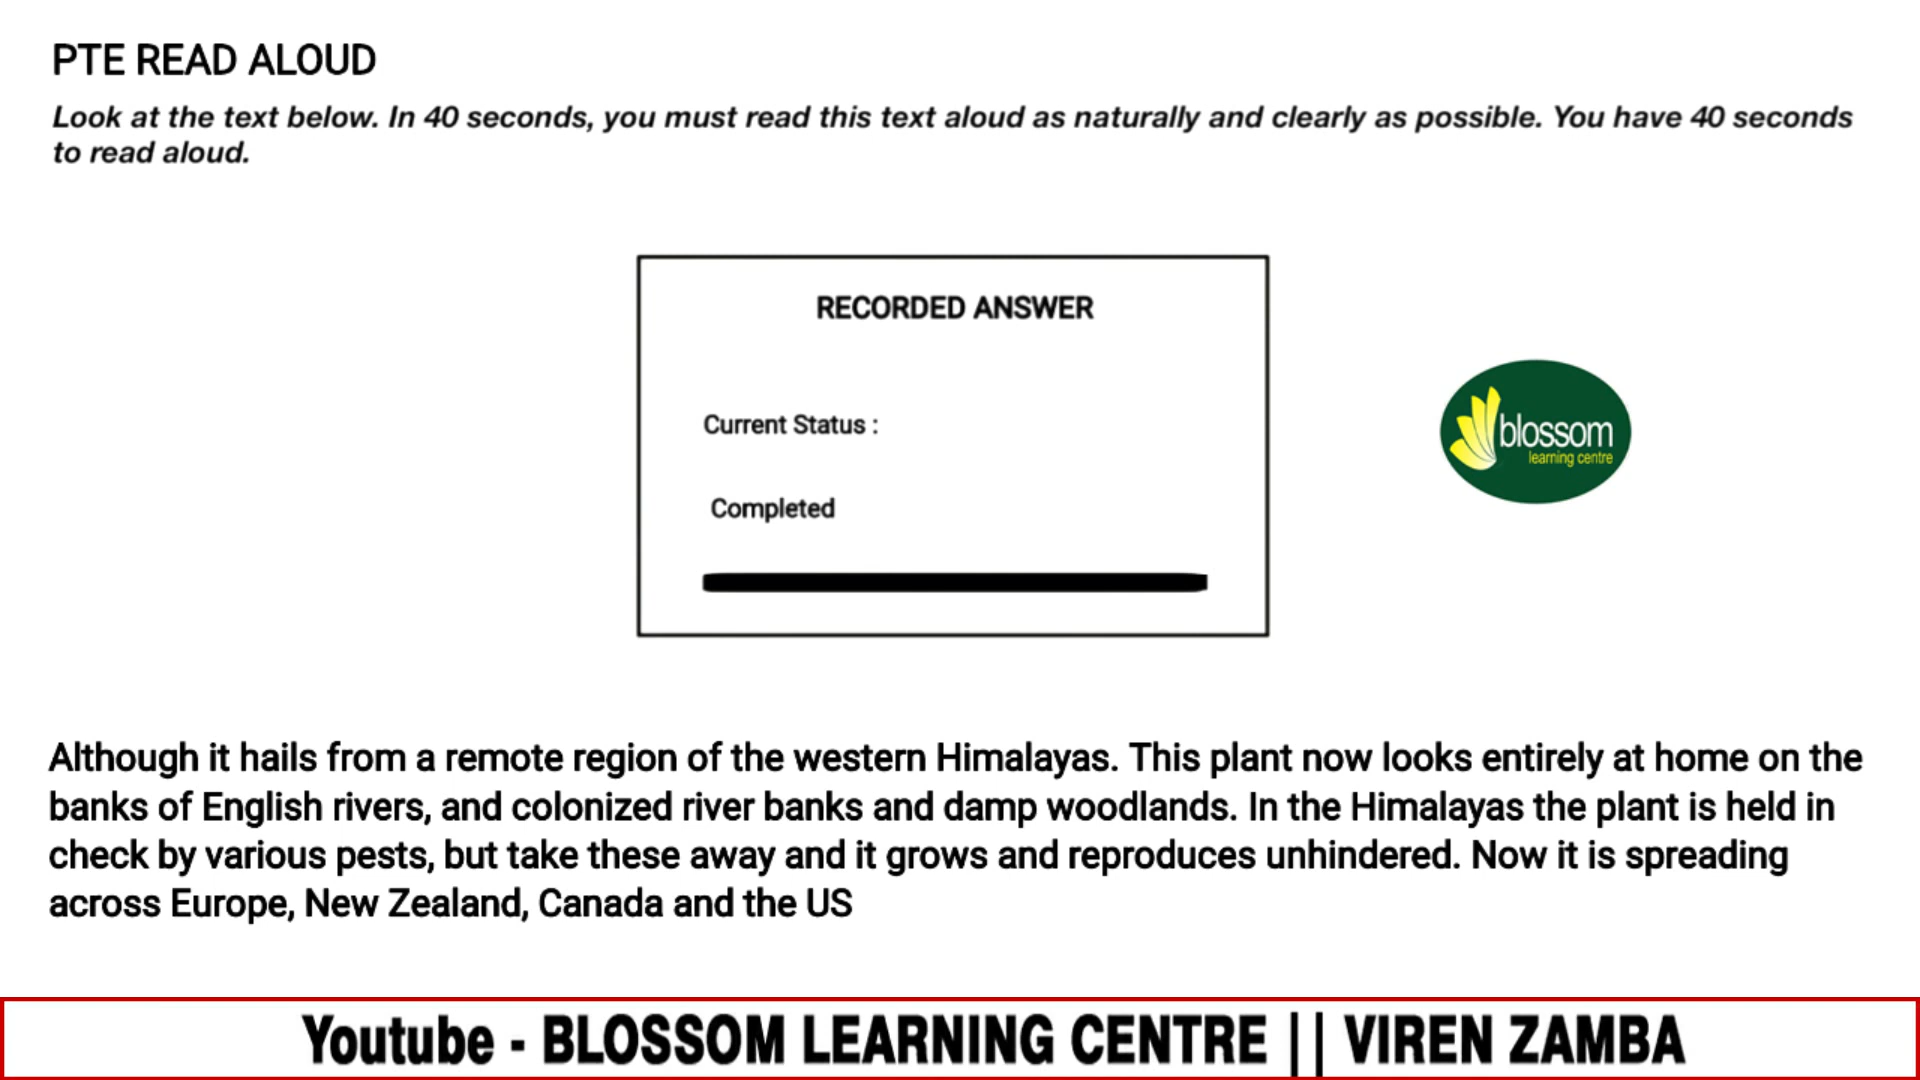 PTE READ ALOUD
Look at the text below. In 40 seconds, you must read this text aloud as naturally and clearly as possible. You have 40 seconds
to read aloud.
RECORDED ANSWER
Current Status :
Completed
blossom
learning centre
Although it hails from a remote region of the western Himalayas. This plant now looks entirely at home on the
banks of English rivers, and colonized river banks and damp woodlands. In the Himalayas the plant is held in
check by various pests, but take these away and it grows and reproduces unhindered. Now it is spreading
across Europe, New Zealand, Canada and the US
Youtube - BLOSSOM LEARNING CENTRE || VIREN ZAMBA